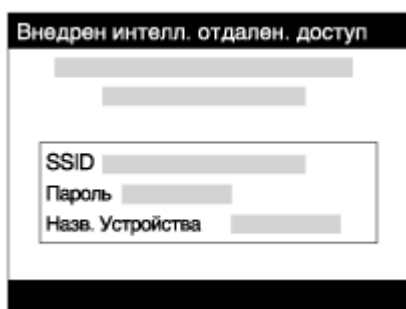 Внедрен интелл. отдален. доступ
SSID
Пароль
Назв. Устройства